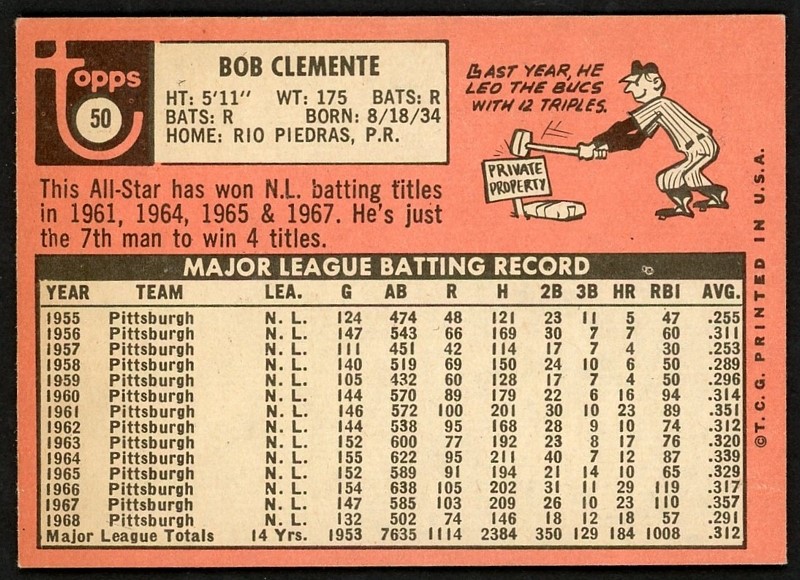 topps
50
BOB CLEMENTE
HT: 5'11" WT: 175 BATS: R
BATS: R BORN: 8/18/34
HOME: RIO PIEDRAS, P.R.
LAST YEAR, HE
LED THE BUCS
WITH 12 TRIPLES.
PRIVATE
PROPERTY
This All-Star has won N.L. batting titles
in 1961, 1964, 1965 & 1967. He's just
the 7th man to win 4 titles.
MAJOR LEAGUE BATTING RECORD
YEAR TEAM LEA. G AB R H 2B 3B HR RBI AVG.
1955 Pittsburgh N. L. 124 474 48 121 23 11 5 47 .255
1956 Pittsburgh N. L. 147 543 66 169 30 7 7 60 .311
1957 Pittsburgh N. L. 111 451 42 114 17 7 4 30 .253
1958 Pittsburgh N. L. 140 519 69 150 24 10 6 50 .289
1959 Pittsburgh N. L. 105 432 60 128 17 7 4 50 .296
1960 Pittsburgh N. L. 144 570 89 179 22 6 16 94 .314
1961 Pittsburgh N. L. 146 572 100 201 30 10 23 89 .351
1962 Pittsburgh N. L. 144 538 95 168 28 9 10 74 .312
1963 Pittsburgh N. L. 152 600 77 192 23 8 17 76 .320
1964 Pittsburgh N. L. 155 622 95 211 40 7 12 87 .339
1965 Pittsburgh N. L. 152 589 91 194 21 14 10 65 .329
1966 Pittsburgh N. L. 154 638 105 202 31 11 29 119 .317
1967 Pittsburgh N. L. 147 585 103 209 26 10 23 110 .357
1968 Pittsburgh N. L. 132 502 74 146 18 12 18 57 .291
Major League Totals 14 Yrs. 1953 7635 1114 2384 350 129 184 1008 .312
©T.C.G. PRINTED IN U.S.A.